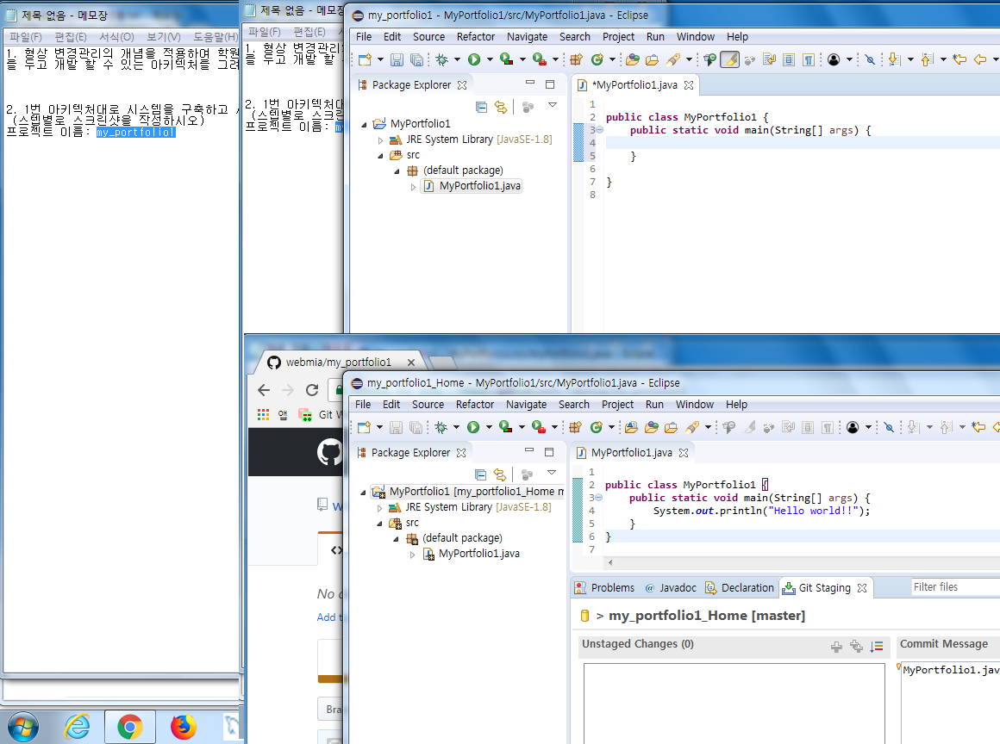 제목 없음 - 메모장
파일(F) 편집(E) 서식(O) 보기(V) 도움말(H)
1. 형상 변경관리의 개념을 적용하며 학원
을 두고 개발 할 수 있는 아키텍처를 그려
2. 1번 아키텍처대로 시스템을 구축하고
(스텝별로 스크린샷을 작성하시오)
프로젝트 이름: my_portfolio1
제목 없음 - 메모장
파일(F) 편집(E)
1. 형상 변경관리
을 두고 개발 할
2. 1번 아키텍처대
(스텝별로 스크린
프로젝트 이름:
my_portfolio1 - MyPortfolio1/src/MyPortfolio1.java - Eclipse
File Edit Source Refactor Navigate Search Project Run Window Help
Package Explorer
MyPortfolio1
JRE System Library [JavaSE-1.8]
src
(default package)
MyPortfolio1.java
*MyPortfolio1.java
1
2 public class MyPortfolio1 {
3 public static void main(String[] args) {
4
5 }
6
7 }
8
webmia/my_portfolio1
앱 Git W
W
<>
No d
Add t
Bra
my_portfolio1_Home - MyPortfolio1/src/MyPortfolio1.java - Eclipse
File Edit Source Refactor Navigate Search Project Run Window Help
Package Explorer
MyPortfolio1 [my_portfolio1_Home m
JRE System Library [JavaSE-1.8]
src
(default package)
MyPortfolio1.java
MyPortfolio1.java
1
2 public class MyPortfolio1 {
3 public static void main(String[] args) {
4 System.out.println("Hello world!!");
5 }
6 }
7
Problems @ Javadoc Declaration Git Staging Filter files
> my_portfolio1_Home [master]
Unstaged Changes (0)
Commit Message
MyPortfolio1.jav